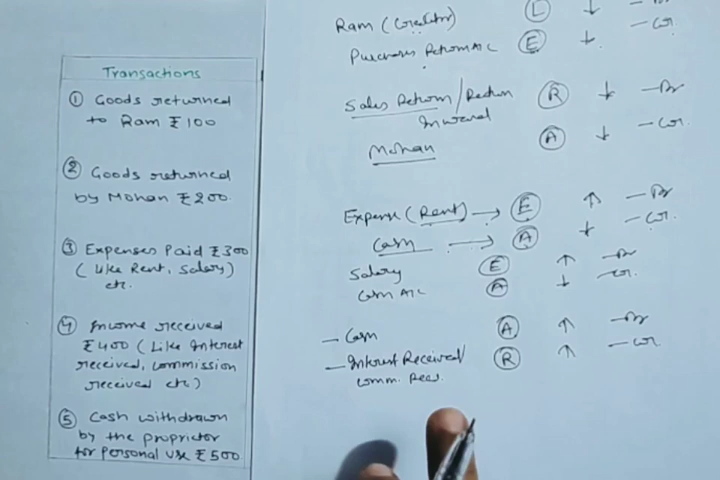 Transactions
① Goods returned
to Ram ₹100
② Goods returned
by Mohan ₹200.
③ Expenses Paid ₹300
(Like Rent, Salary)
etc.
④ Income received
₹400 (Like Interest
received, commission
received etc)
⑤ Cash withdrawn
by the proprietor
for Personal Use ₹500
Ram (Creditor) L ↓ - Cr.
Purchases Return A/C E ↓
Sales Return/Return R ↓ - Dr
Inward
Mohan A ↓ - Cr.
Expense (Rent) → E ↑ - Dr
Cash → A ↓ - Cr.
Salary E ↑ - Dr
Cash A/C A ↓ - Cr.
- Cash A ↑ - Dr
- Interest Received/ R ↑ - Cr
Comm. Rec.